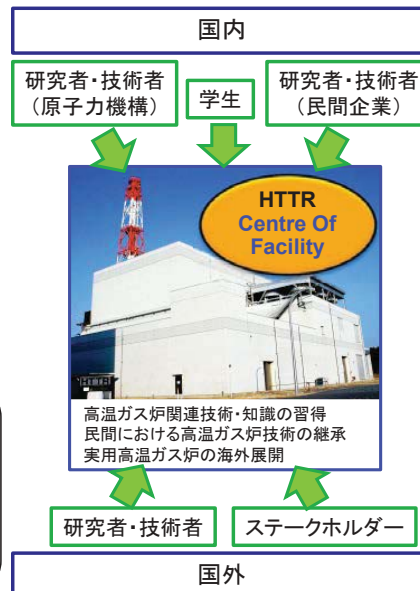 国内
研究者・技術者
（原子力機構）
学生
研究者・技術者
（民間企業）
HTTR
Centre Of
Facility
HTTR
高温ガス炉関連技術・知識の習得
民間における高温ガス炉技術の継承
実用高温ガス炉の海外展開
研究者・技術者
ステークホルダー
国外